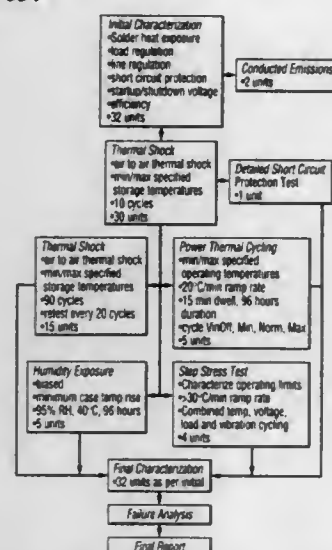 Initial Characterization
•Solder heat exposure
•load regulation
•line regulation
•short circuit protection
•startup/shutdown voltage
•efficiency
•32 units
Conducted Emissions
•2 units
Thermal Shock
•air to air thermal shock
•min/max specified
storage temperatures
•10 cycles
•30 units
Detailed Short Circuit
Protection Test
•1 unit
Thermal Shock
•air to air thermal shock
•min/max specified
storage temperatures
•90 cycles
•retest every 20 cycles
•15 units
Power Thermal Cycling
•min/max specified
operating temperatures
•20°C/min ramp rate
•15 min dwell, 96 hours
duration
•cycle VinOff, Min, Norm, Max
•5 units
Humidity Exposure
•biased
•minimum case temp rise
•95% RH, 40°C, 96 hours
•5 units
Step Stress Test
•Characterize operating limits
•>30°C/min ramp rate
•Combined temp, voltage,
load and vibration cycling
•4 units
Final Characterization
•32 units as per initial
Failure Analysis
Final Report